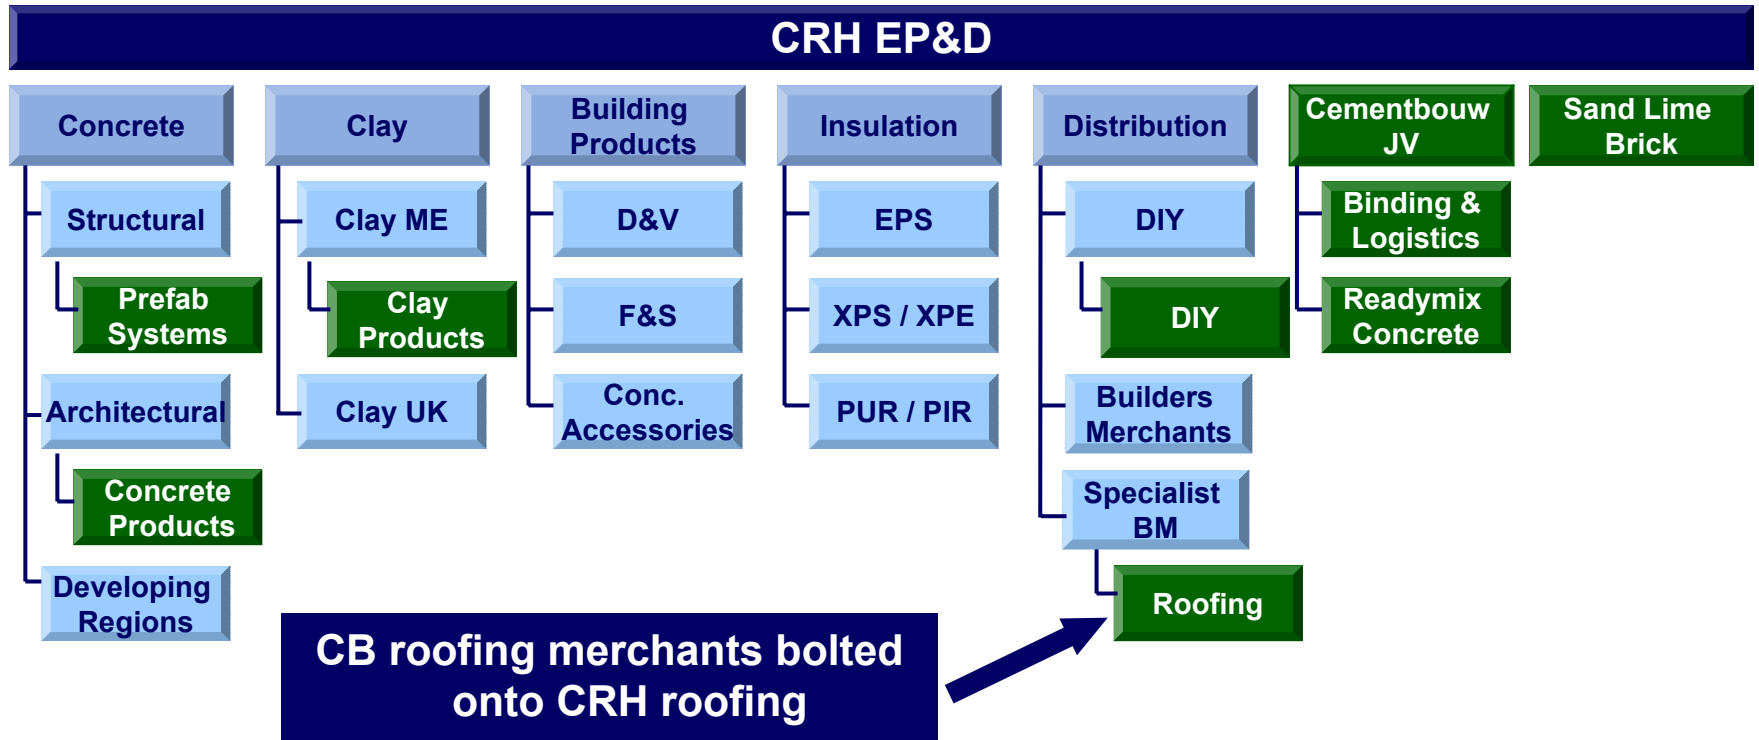 CRH EP&D
Concrete
Structural
Prefab
Systems
Architectural
Concrete
Products
Developing
Regions
Clay
Clay ME
Clay
Products
Clay UK
Building
Products
D&V
F&S
Conc.
Accessories
Insulation
EPS
XPS / XPE
PUR / PIR
Distribution
DIY
DIY
Builders
Merchants
Specialist
BM
Roofing
Cementbouw
JV
Binding &
Logistics
Readymix
Concrete
Sand Lime
Brick
CB roofing merchants bolted
onto CRH roofing